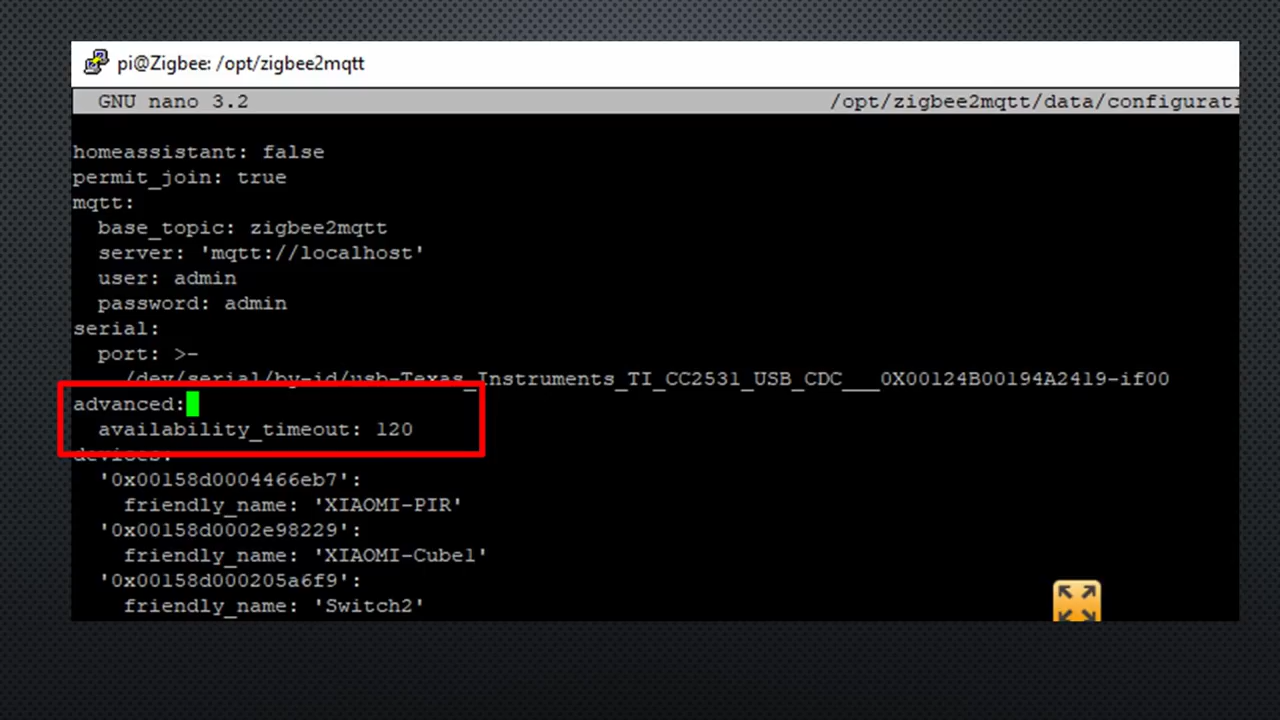 pi@Zigbee: /opt/zigbee2mqtt
GNU nano 3.2 /opt/zigbee2mqtt/data/configurati
homeassistant: false
permit_join: true
mqtt:
base_topic: zigbee2mqtt
server: 'mqtt://localhost'
user: admin
password: admin
serial:
port: >-
/dev/serial/by-id/usb-Texas_Instruments_TI_CC2531_USB_CDC___0X00124B00194A2419-if00
advanced:
availability_timeout: 120
devices:
'0x00158d0004466eb7':
friendly_name: 'XIAOMI-PIR'
'0x00158d0002e98229':
friendly_name: 'XIAOMI-Cube1'
'0x00158d000205a6f9':
friendly_name: 'Switch2'